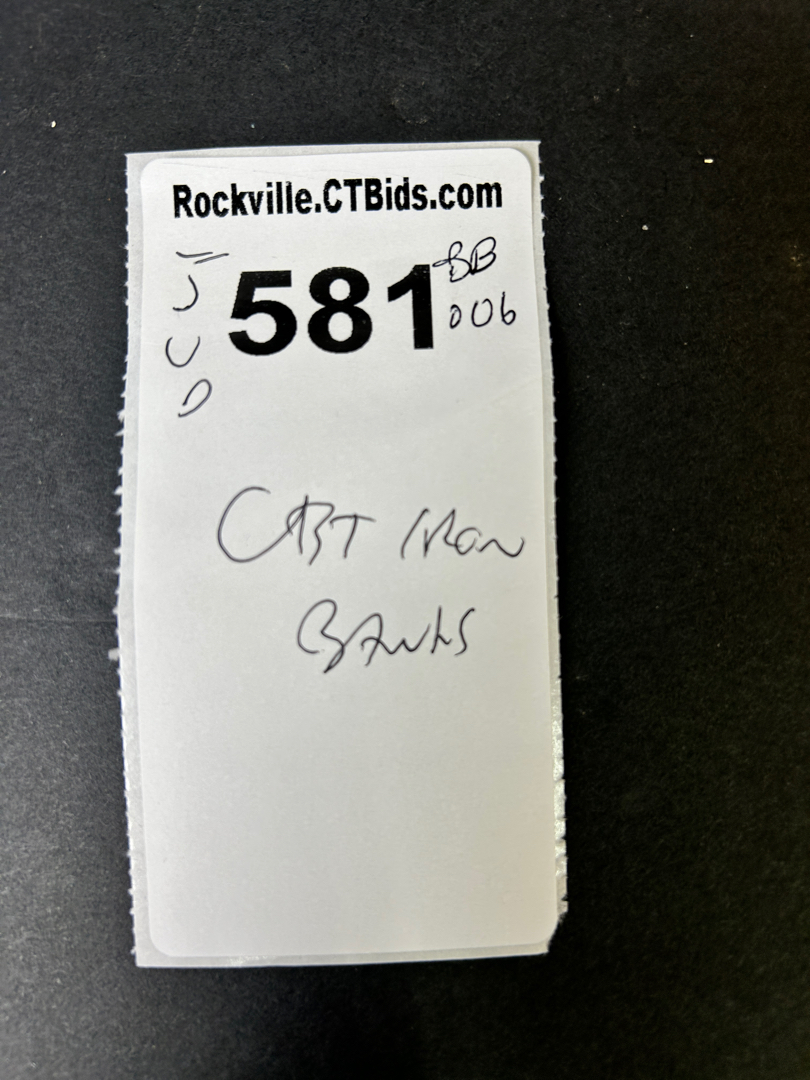 Rockville.CTBids.com
581
BB
006
CAST IRON
BANKS